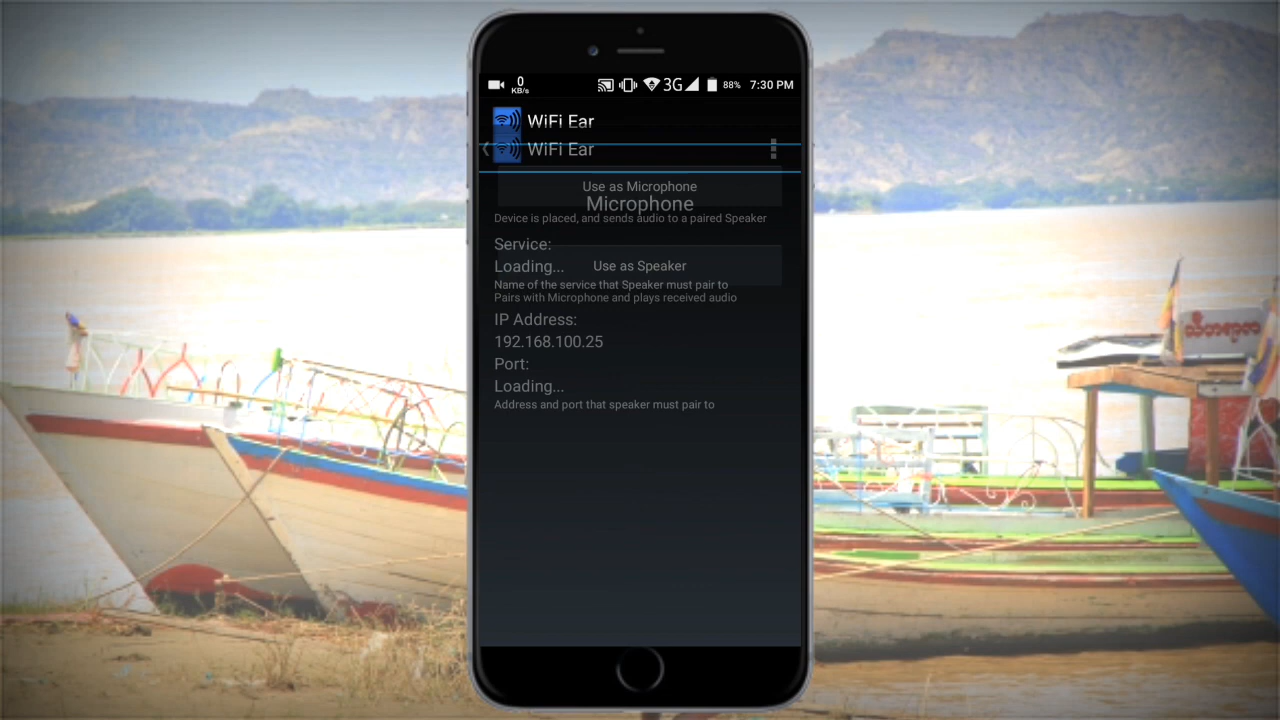 0
KB/s
3G
88%
7:30 PM
WiFi Ear
WiFi Ear
Use as Microphone
Microphone
Device is placed, and sends audio to a paired Speaker
Service:
Loading...
Use as Speaker
Name of the service that Speaker must pair to
Pairs with Microphone and plays received audio
IP Address:
192.168.100.25
Port:
Loading...
Address and port that speaker must pair to